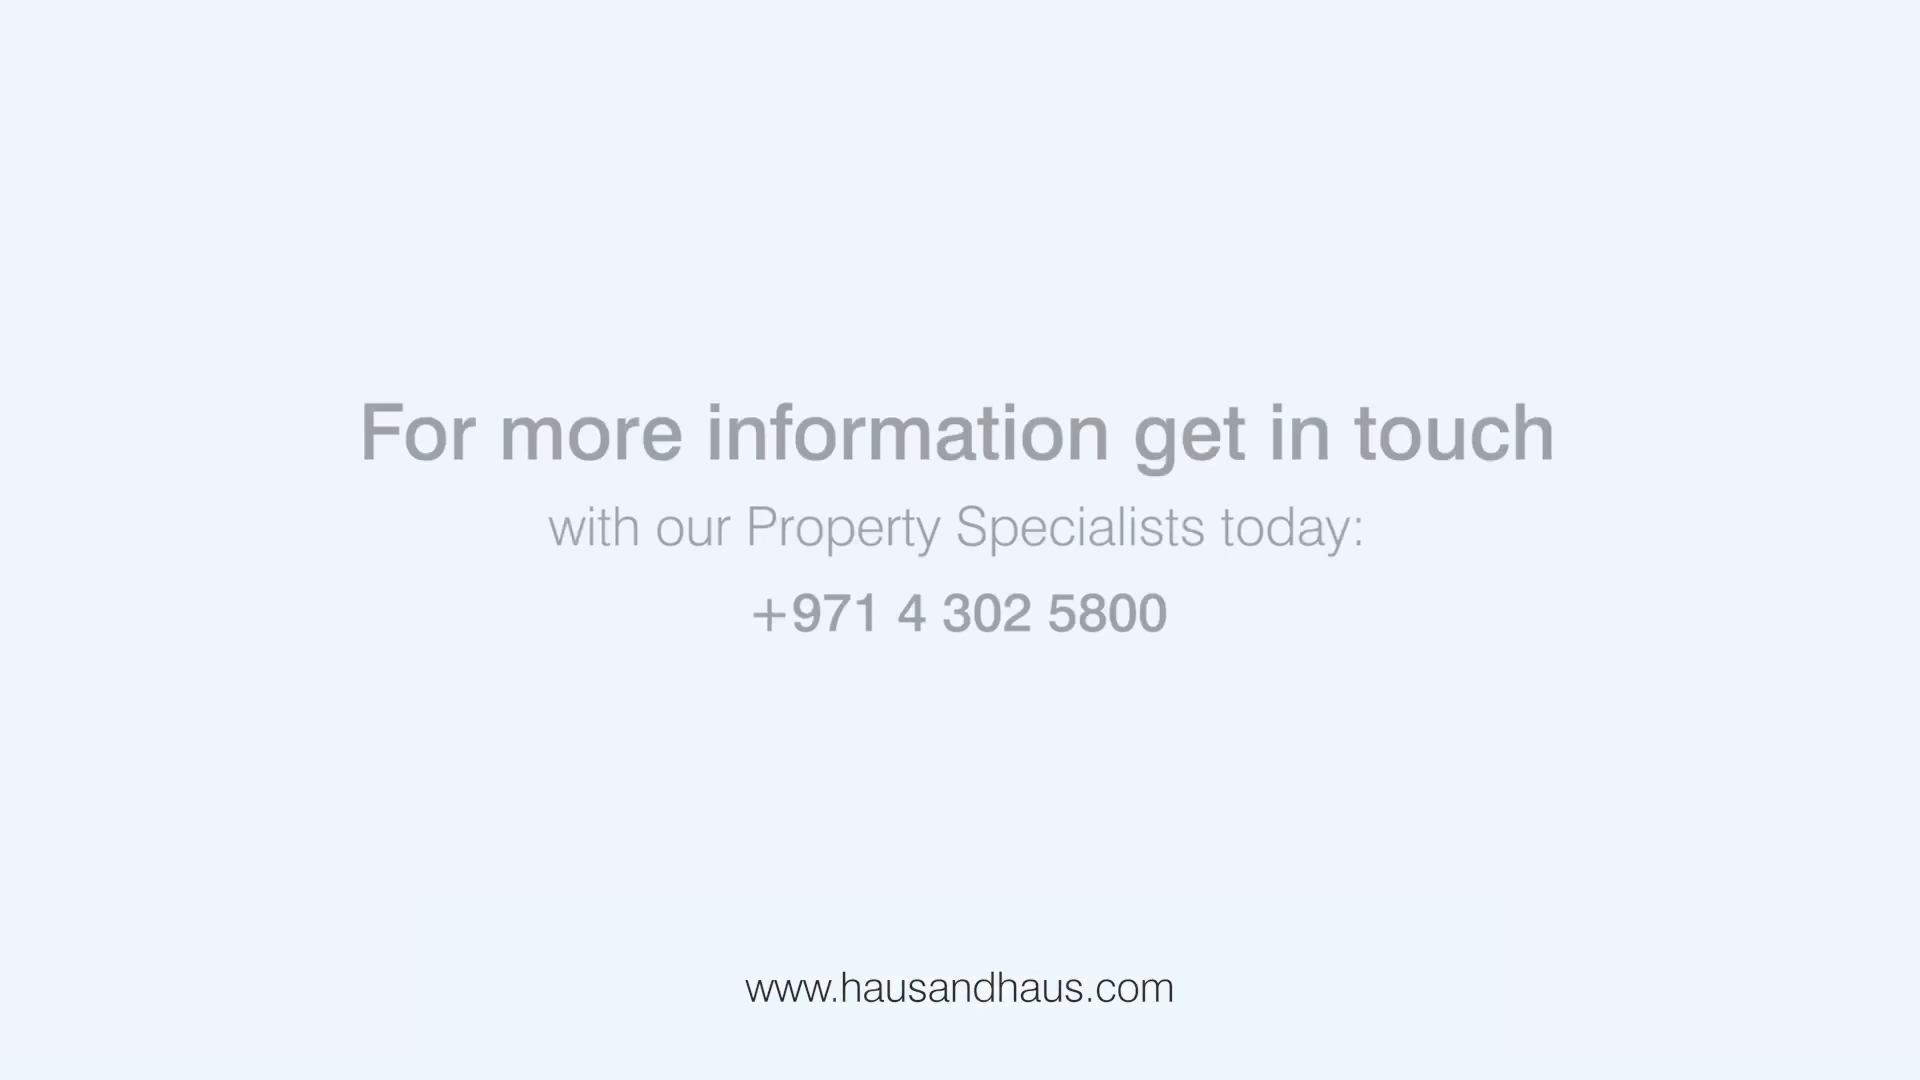 For more information get in touch
with our Property Specialists today:
+971 4 302 5800
www.hausandhaus.com